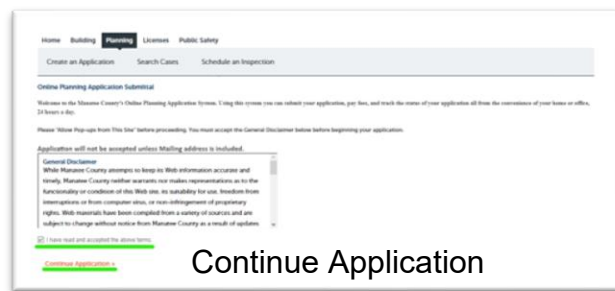 Home Building Planning Licenses Public Safety
Create an Application Search Cases Schedule an Inspection
Online Planning Application Submittal
Welcome to the Manatee County's Online Planning Application System. Using this system you can submit your application, pay fees, and track the status of your application all from the convenience of your home or office,
24 hours a day.
Please "Allow Pop-ups from This Site" before proceeding. You must accept the General Disclaimer below before beginning your application.
Application will not be accepted unless Mailing address is included.
General Disclaimer
While Manatee County attempts to keep its Web information accurate and
timely, Manatee County neither warrants nor makes representations as to the
functionality or condition of this Web site, its suitability for use, freedom from
interruptions or from computer virus, or non-infringement of proprietary
rights. Web materials have been compiled from a variety of sources and are
subject to change without notice from Manatee County as a result of updates
I have read and accepted the above terms.
Continue Application »
Continue Application